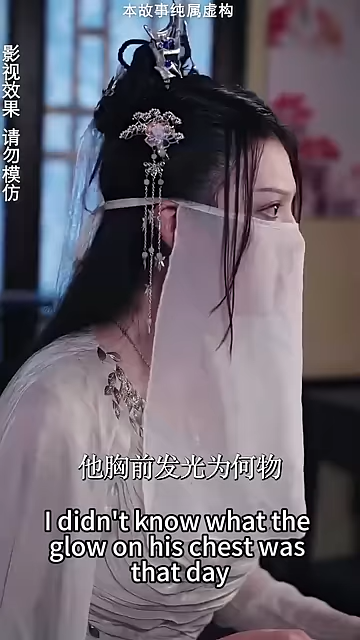 本故事纯属虚构
影视效果 请勿模仿
他胸前发光为何物
I didn't know what the
glow on his chest was
that day